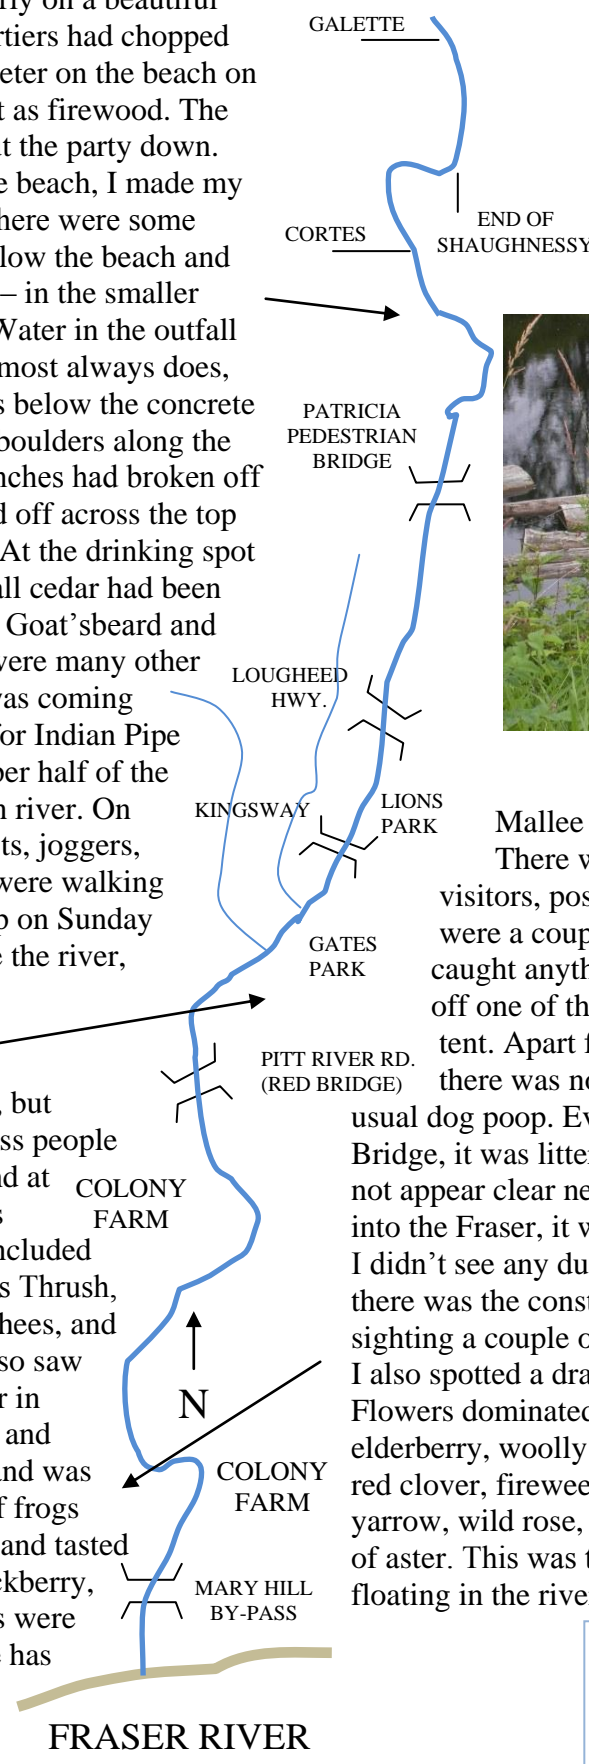 rly on a beautiful
rtiers had chopped
eter on the beach on
t as firewood. The
ut the party down.
e beach, I made my
here were some
low the beach and
– in the smaller
Water in the outfall
most always does,
s below the concrete
boulders along the
nches had broken off
d off across the top
At the drinking spot
all cedar had been
Goat'sbeard and
were many other
was coming
for Indian Pipe
per half of the
n river. On
ts, joggers,
were walking
p on Sunday
e the river,
, but
ss people
nd at
s
ncluded
s Thrush,
hees, and
so saw
r in
and
and was
f frogs
and tasted
ckberry,
s were
e has
GALETTE
END OF
SHAUGHNESSY
CORTES
PATRICIA
PEDESTRIAN
BRIDGE
LOUGHEED
HWY.
KINGSWAY
LIONS
PARK
GATES
PARK
PITT RIVER RD.
(RED BRIDGE)
COLONY
FARM
N
COLONY
FARM
MARY HILL
BY-PASS
FRASER RIVER
Mallee
There w
visitors, pos
were a coup
caught anyth
off one of th
tent. Apart f
there was no
usual dog poop. Ev
Bridge, it was litte
not appear clear ne
into the Fraser, it w
I didn't see any du
there was the const
sighting a couple o
I also spotted a dra
Flowers dominated
elderberry, woolly
red clover, firewee
yarrow, wild rose,
of aster. This was t
floating in the rive